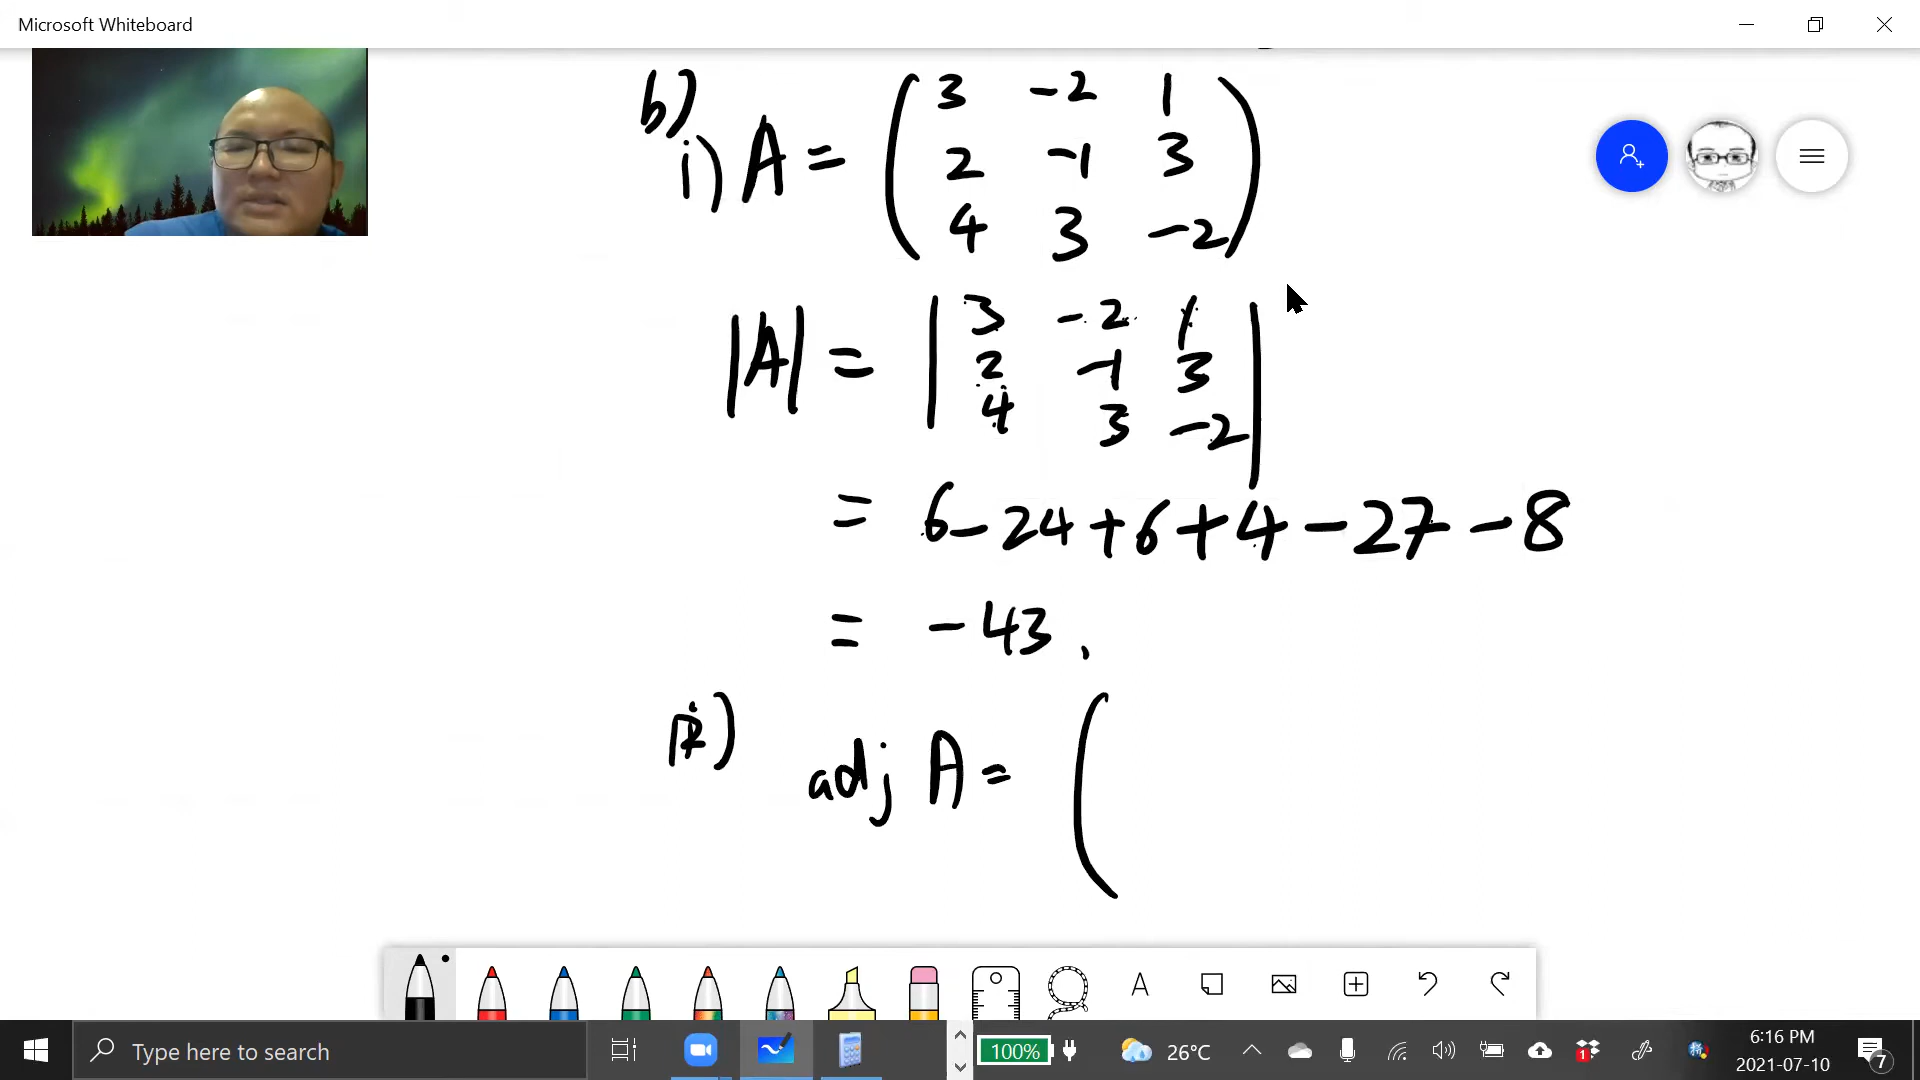 Microsoft Whiteboard
b)
i) A = ( 3 -2 1
2 -1 3
4 3 -2 )
|A| = | 3 -2 1
2 -1 3
4 3 -2 |
= 6 - 24 + 6 + 4 - 27 - 8
= -43.
ii) adj A = (
A
Type here to search
100%
26°C
1
6:16 PM
2021-07-10
7